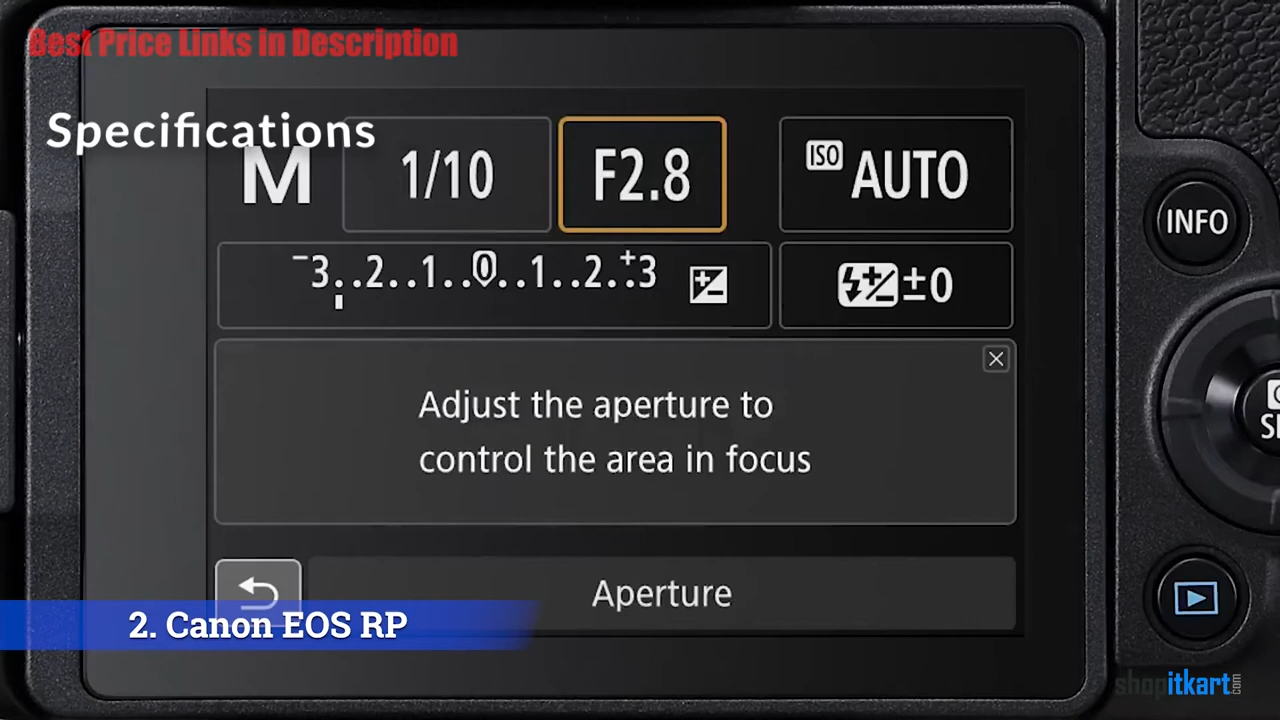 Best Price Links in Description
Specifications
M 1/10 F2.8 ISO AUTO
INFO
-3..2..1..0..1..2..+3 ±0
Adjust the aperture to
control the area in focus
Aperture
2. Canon EOS RP
shopitkart.com